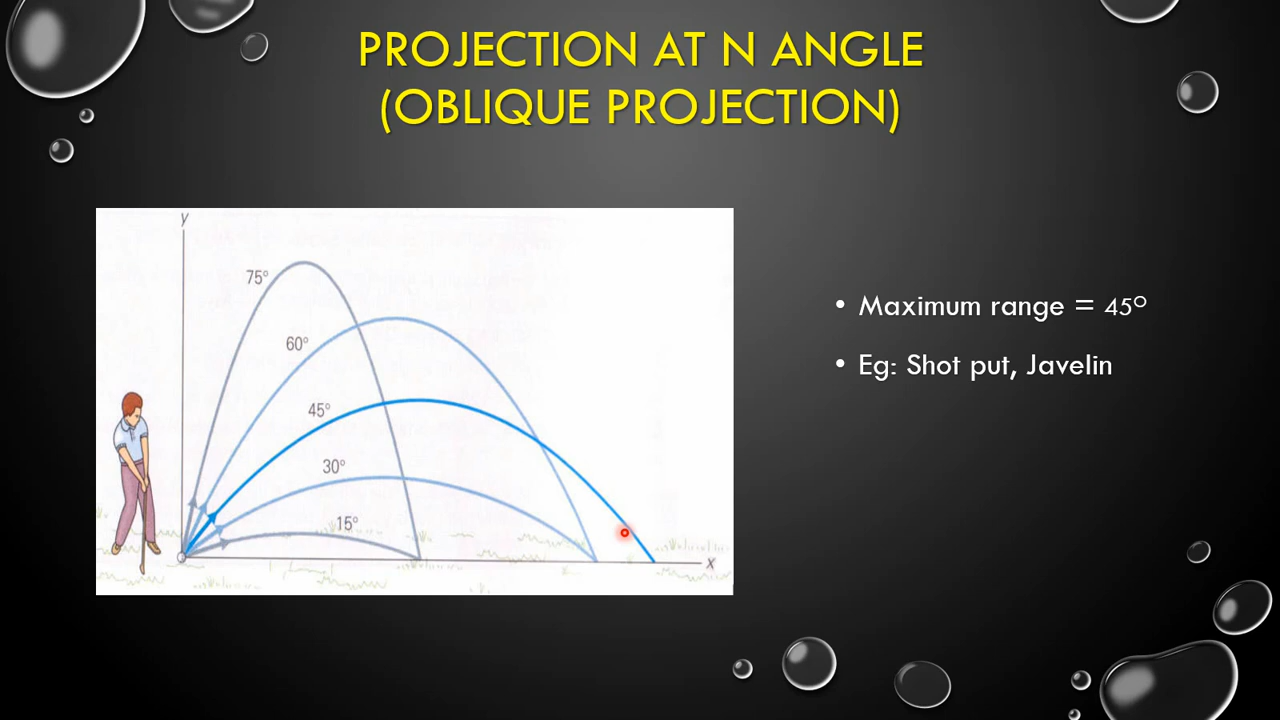 PROJECTION AT N ANGLE
(OBLIQUE PROJECTION)
y
75°
60°
45°
30°
15°
x
• Maximum range = 45°
• Eg: Shot put, Javelin